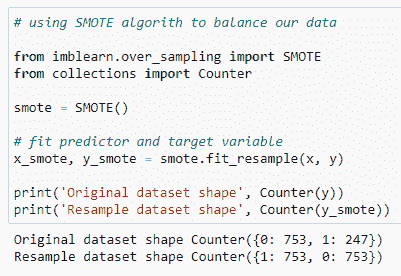 # using SMOTE algorith to balance our data
from imblearn.over_sampling import SMOTE
from collections import Counter
smote = SMOTE()
# fit predictor and target variable
x_smote, y_smote = smote.fit_resample(x, y)
print('Original dataset shape', Counter(y))
print('Resample dataset shape', Counter(y_smote))
Original dataset shape Counter({0: 753, 1: 247})
Resample dataset shape Counter({1: 753, 0: 753})